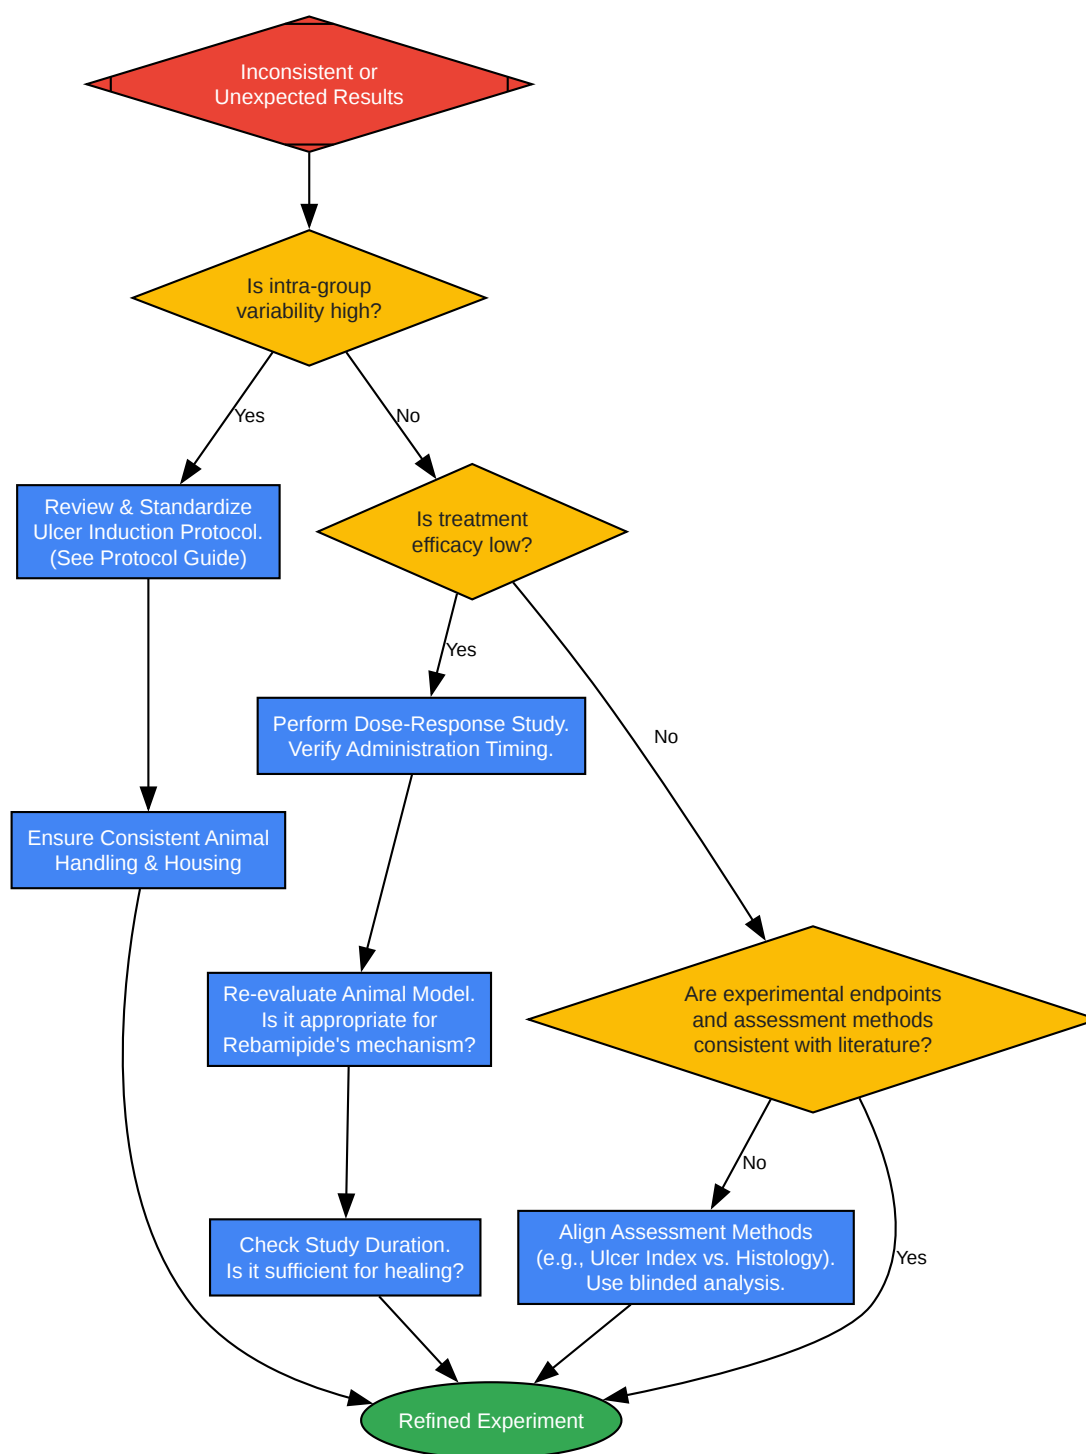 Inconsistent or
Unexpected Results
Is intra-group
variability high?
Yes
No
Review & Standardize
Ulcer Induction Protocol.
(See Protocol Guide)
Is treatment
efficacy low?
Yes
No
Perform Dose-Response Study.
Verify Administration Timing.
Ensure Consistent Animal
Handling & Housing
Re-evaluate Animal Model.
Is it appropriate for
Rebamipide's mechanism?
Are experimental endpoints
and assessment methods
consistent with literature?
No
Yes
Check Study Duration.
Is it sufficient for healing?
Align Assessment Methods
(e.g., Ulcer Index vs. Histology).
Use blinded analysis.
Refined Experiment